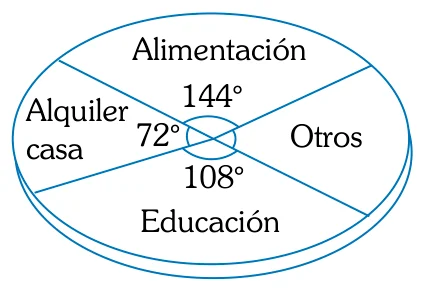 Alimentación
144°
Alquiler
casa
72°
Otros
108°
Educación